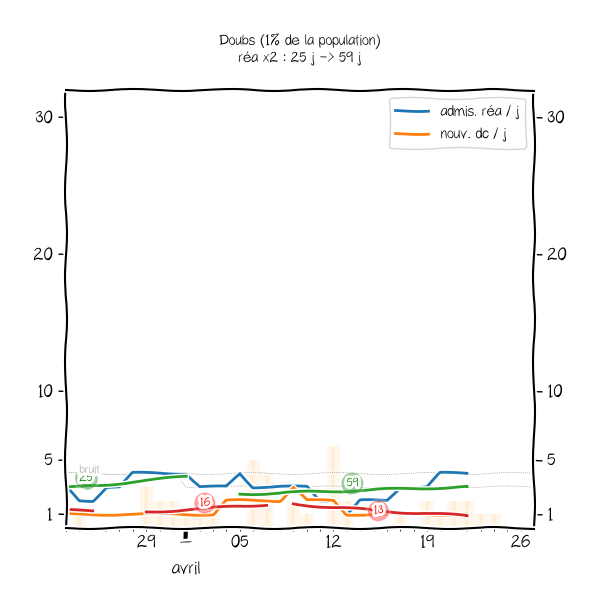 Doubs (1% de la population)
réa x2 : 25 j -> 59 j
admis. réa / j
nouv. dc / j
30 30
20 20
10 10
5 5
bruit
25
59
16
13
1 1
29 1 05 12 19 26
avril